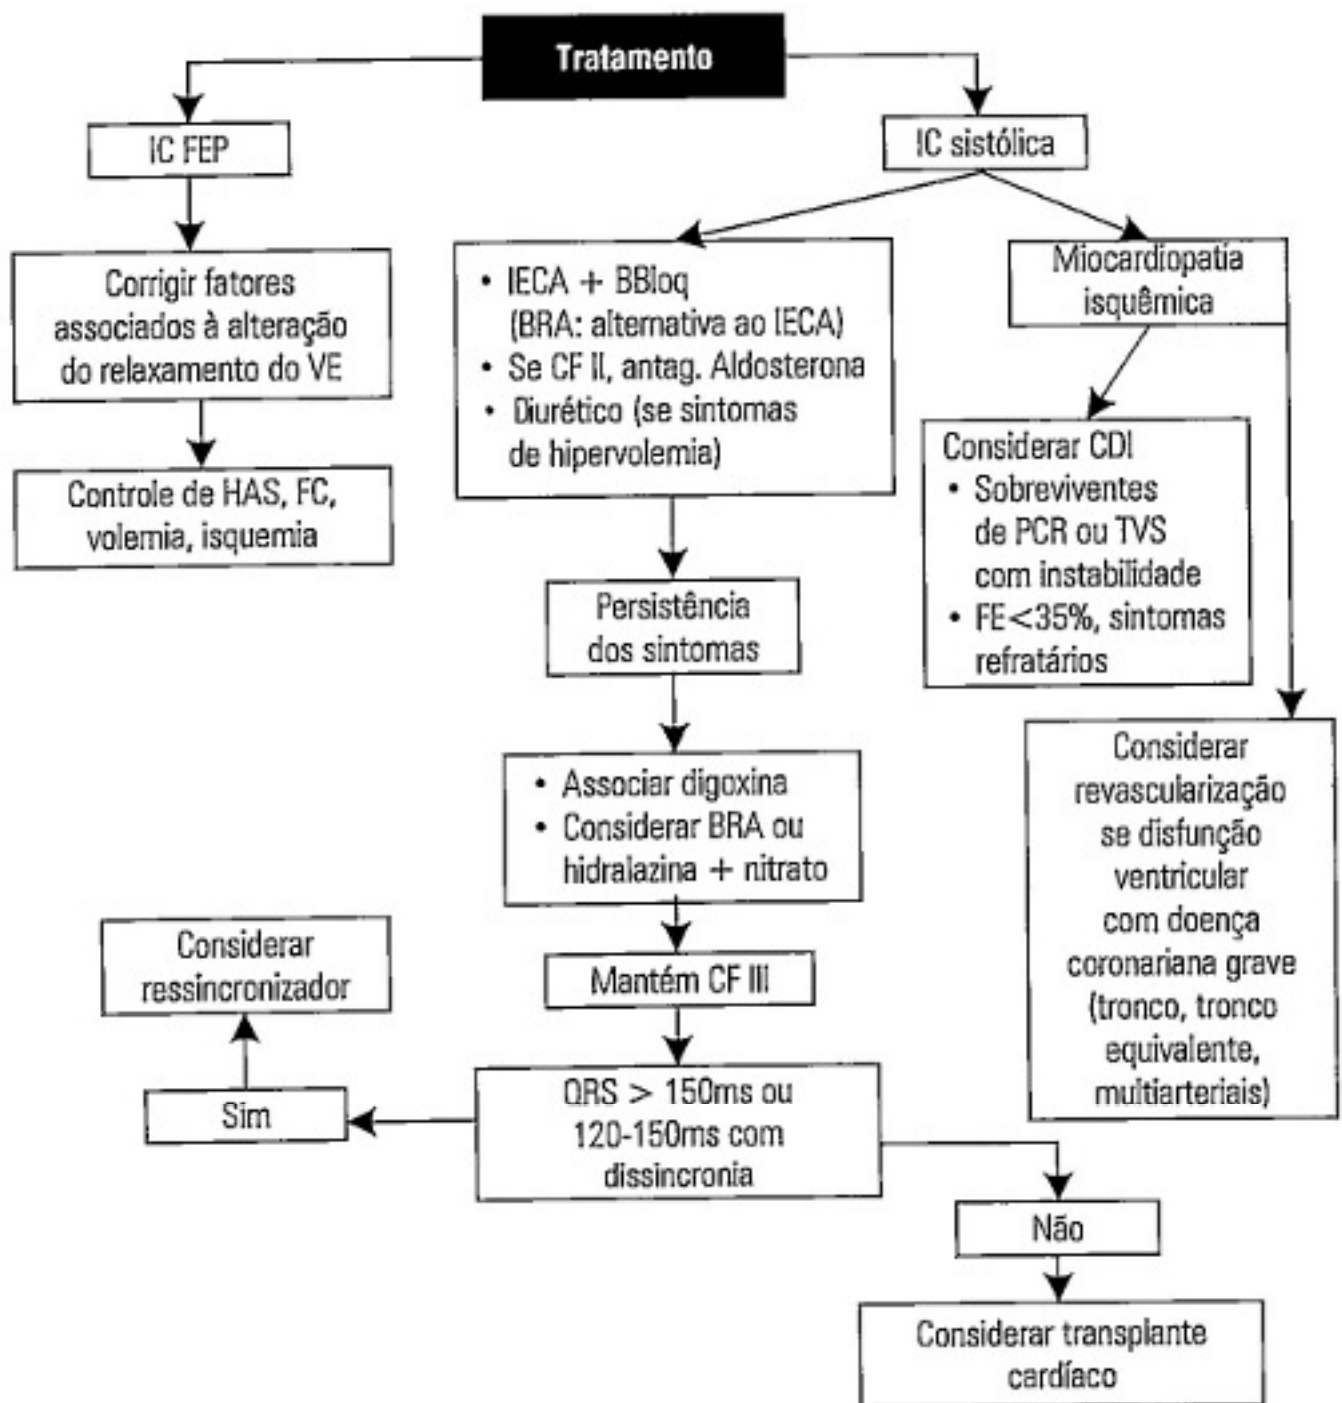 Tratamento
IC FEP
IC sistólica
Corrigir fatores
associados à alteração
do relaxamento do VE
Controle de HAS, FC,
volemia, isquemia
• IECA + BBloq
(BRA: alternativa ao IECA)
• Se CF II, antag. Aldosterona
• Diurético (se sintomas
de hipervolemia)
Miocardiopatia
isquêmica
Considerar CDI
• Sobreviventes
de PCR ou TVS
com instabilidade
• FE<35%, sintomas
refratários
Persistência
dos sintomas
Considerar
revascularização
se disfunção
ventricular
com doença
coronariana grave
(tronco, tronco
equivalente,
multiarteriais)
• Associar digoxina
• Considerar BRA ou
hidralazina + nitrato
Mantém CF III
QRS > 150ms ou
120-150ms com
dissincronia
Sim
Considerar
ressincronizador
Não
Considerar transplante
cardíaco